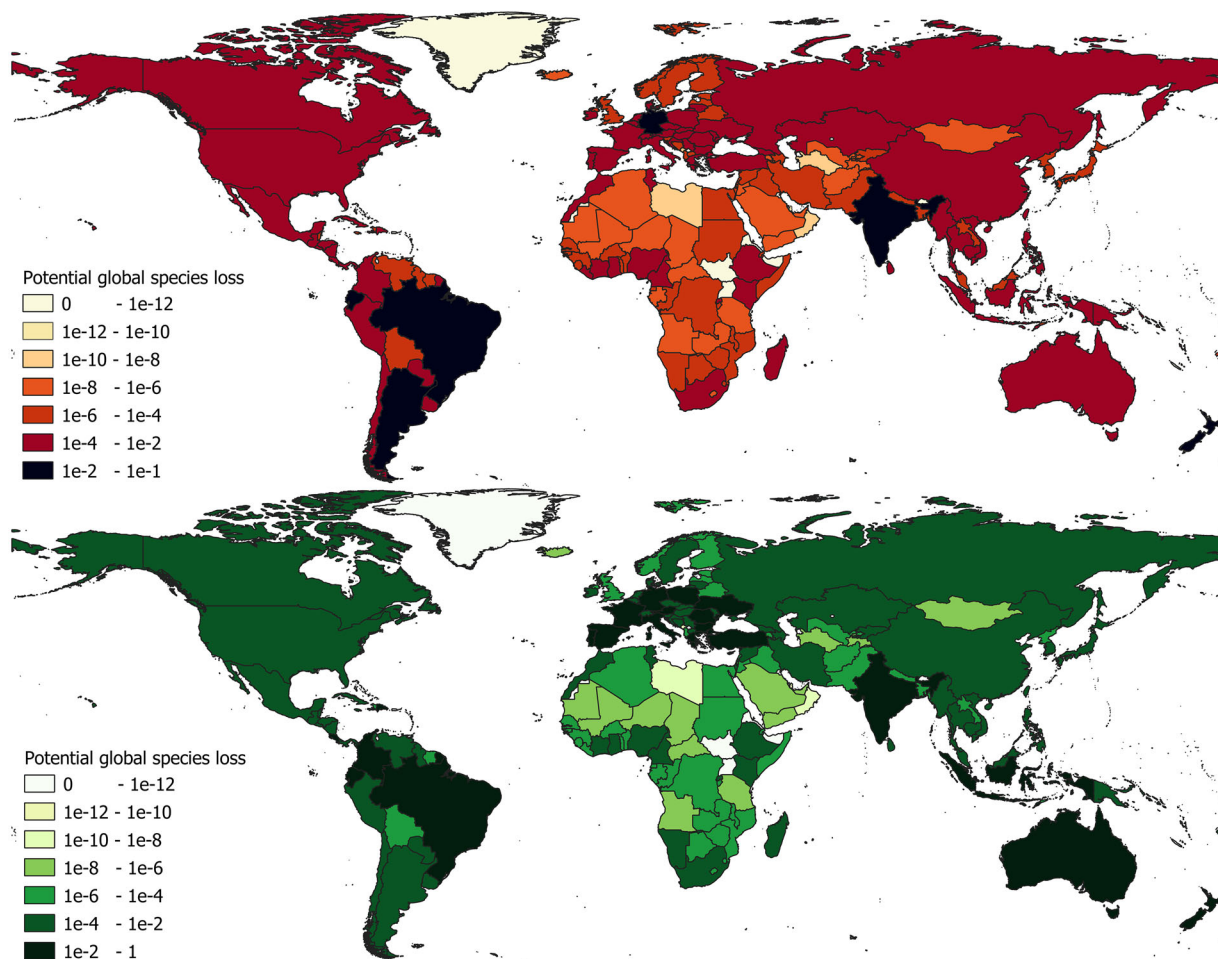 Potential global species loss
0 - 1e-12
1e-12 - 1e-10
1e-10 - 1e-8
1e-8 - 1e-6
1e-6 - 1e-4
1e-4 - 1e-2
1e-2 - 1e-1
Potential global species loss
0 - 1e-12
1e-12 - 1e-10
1e-10 - 1e-8
1e-8 - 1e-6
1e-6 - 1e-4
1e-4 - 1e-2
1e-2 - 1